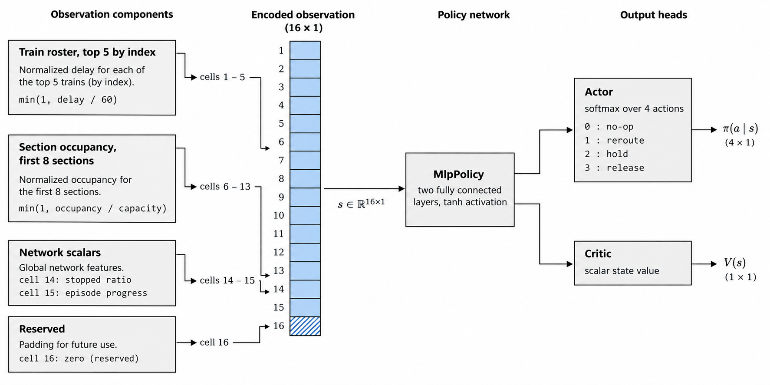 Observation components
Encoded observation
(16 × 1)
Policy network
Output heads
Train roster, top 5 by index
Normalized delay for each of
the top 5 trains (by index).
min(1, delay / 60)
cells 1 – 5
Section occupancy,
first 8 sections
Normalized occupancy for
the first 8 sections.
min(1, occupancy / capacity)
cells 6 – 13
Network scalars
Global network features.
cell 14: stopped ratio
cell 15: episode progress
cells 14 – 15
Reserved
Padding for future use.
cell 16: zero (reserved)
cell 16
1
2
3
4
5
6
7
8
9
10
11
12
13
14
15
16
s ∈ ℝ¹⁶ˣ¹
MlpPolicy
two fully connected
layers, tanh activation
Actor
softmax over 4 actions
0 : no-op
1 : reroute
2 : hold
3 : release
π(a | s)
(4 × 1)
Critic
scalar state value
V(s)
(1 × 1)